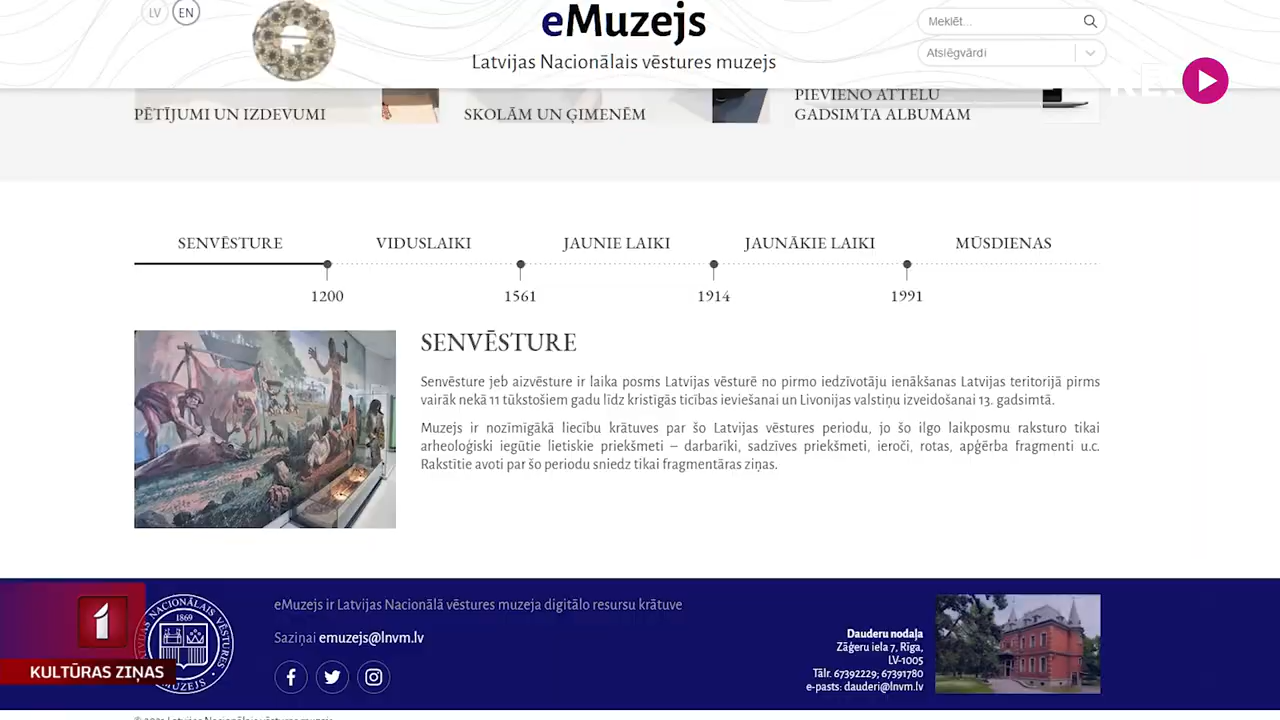 LV EN
eMuzejs
Latvijas Nacionālais vēstures muzejs
Meklēt...
Atslēgvārdi
PĒTĪJUMI UN IZDEVUMI
SKOLĀM UN ĢIMENĒM
PIEVIENO ATTĒLU
GADSIMTA ALBUMAM
SENVĒSTURE VIDUSLAIKI JAUNIE LAIKI JAUNĀKIE LAIKI MŪSDIENAS
1200 1561 1914 1991
SENVĒSTURE
Senvēsture jeb aizvēsture ir laika posms Latvijas vēsturē no pirmo iedzīvotāju ienākšanas Latvijas teritorijā pirms
vairāk nekā 11 tūkstošiem gadu līdz kristīgās ticības ieviešanai un Livonijas valstiņu izveidošanai 13. gadsimtā.
Muzejs ir nozīmīgākā liecību krātuves par šo Latvijas vēstures periodu, jo šo ilgo laikposmu raksturo tikai
arheoloģiski iegūtie lietiskie priekšmeti – darbarīki, sadzīves priekšmeti, ieroči, rotas, apģērba fragmenti u.c.
Rakstītie avoti par šo periodu sniedz tikai fragmentāras ziņas.
1
KULTŪRAS ZIŅAS
NACIONĀLAIS VĒSTURES
MUZEJS
1869
eMuzejs ir Latvijas Nacionālā vēstures muzeja digitālo resursu krātuve
Saziņai emuzejs@lnvm.lv
Dauderu nodaļa
Zāģeru iela 7, Rīga,
LV-1005
Tālr. 67392229; 67391780
e-pasts: dauderi@lnvm.lv